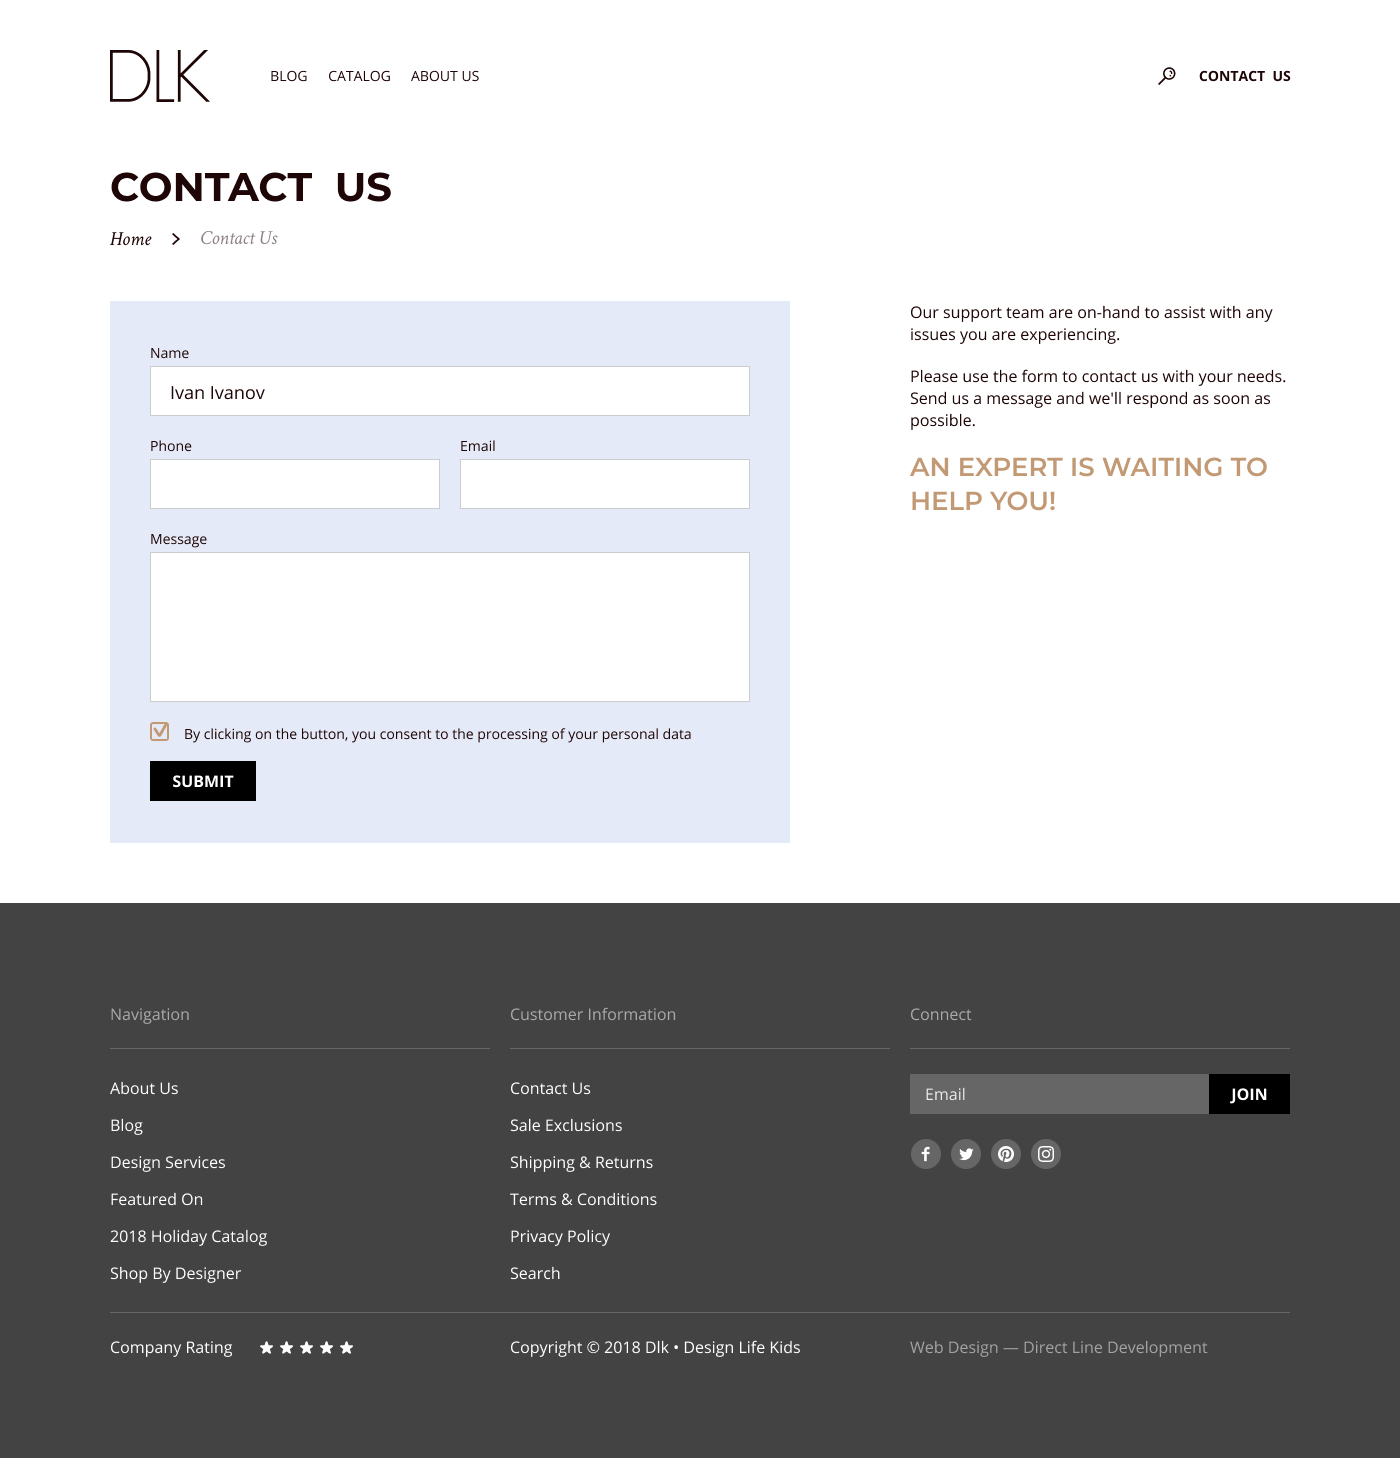 DLK
BLOG CATALOG ABOUT US
CONTACT US
CONTACT US
Home > Contact Us
Name
Ivan Ivanov
Phone Email
Message
By clicking on the button, you consent to the processing of your personal data
SUBMIT
Our support team are on-hand to assist with any
issues you are experiencing.
Please use the form to contact us with your needs.
Send us a message and we'll respond as soon as
possible.
AN EXPERT IS WAITING TO
HELP YOU!
Navigation
About Us
Blog
Design Services
Featured On
2018 Holiday Catalog
Shop By Designer
Customer Information
Contact Us
Sale Exclusions
Shipping & Returns
Terms & Conditions
Privacy Policy
Search
Connect
Email JOIN
Company Rating
Copyright © 2018 Dlk • Design Life Kids
Web Design — Direct Line Development